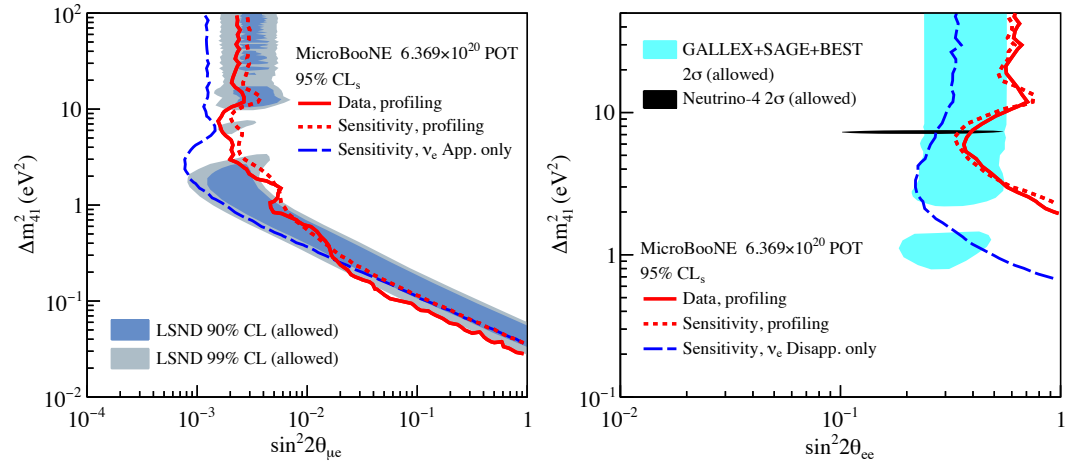 10²
10
1
10⁻¹
10⁻²
Δm²₄₁ (eV²)
MicroBooNE 6.369×10²⁰ POT
95% CLₛ
Data, profiling
Sensitivity, profiling
Sensitivity, νₑ App. only
LSND 90% CL (allowed)
LSND 99% CL (allowed)
10⁻⁴ 10⁻³ 10⁻² 10⁻¹ 1
sin²2θμe
10
1
10⁻¹
Δm²₄₁ (eV²)
GALLEX+SAGE+BEST
2σ (allowed)
Neutrino-4 2σ (allowed)
MicroBooNE 6.369×10²⁰ POT
95% CLₛ
Data, profiling
Sensitivity, profiling
Sensitivity, νₑ Disapp. only
10⁻² 10⁻¹ 1
sin²2θₑₑ